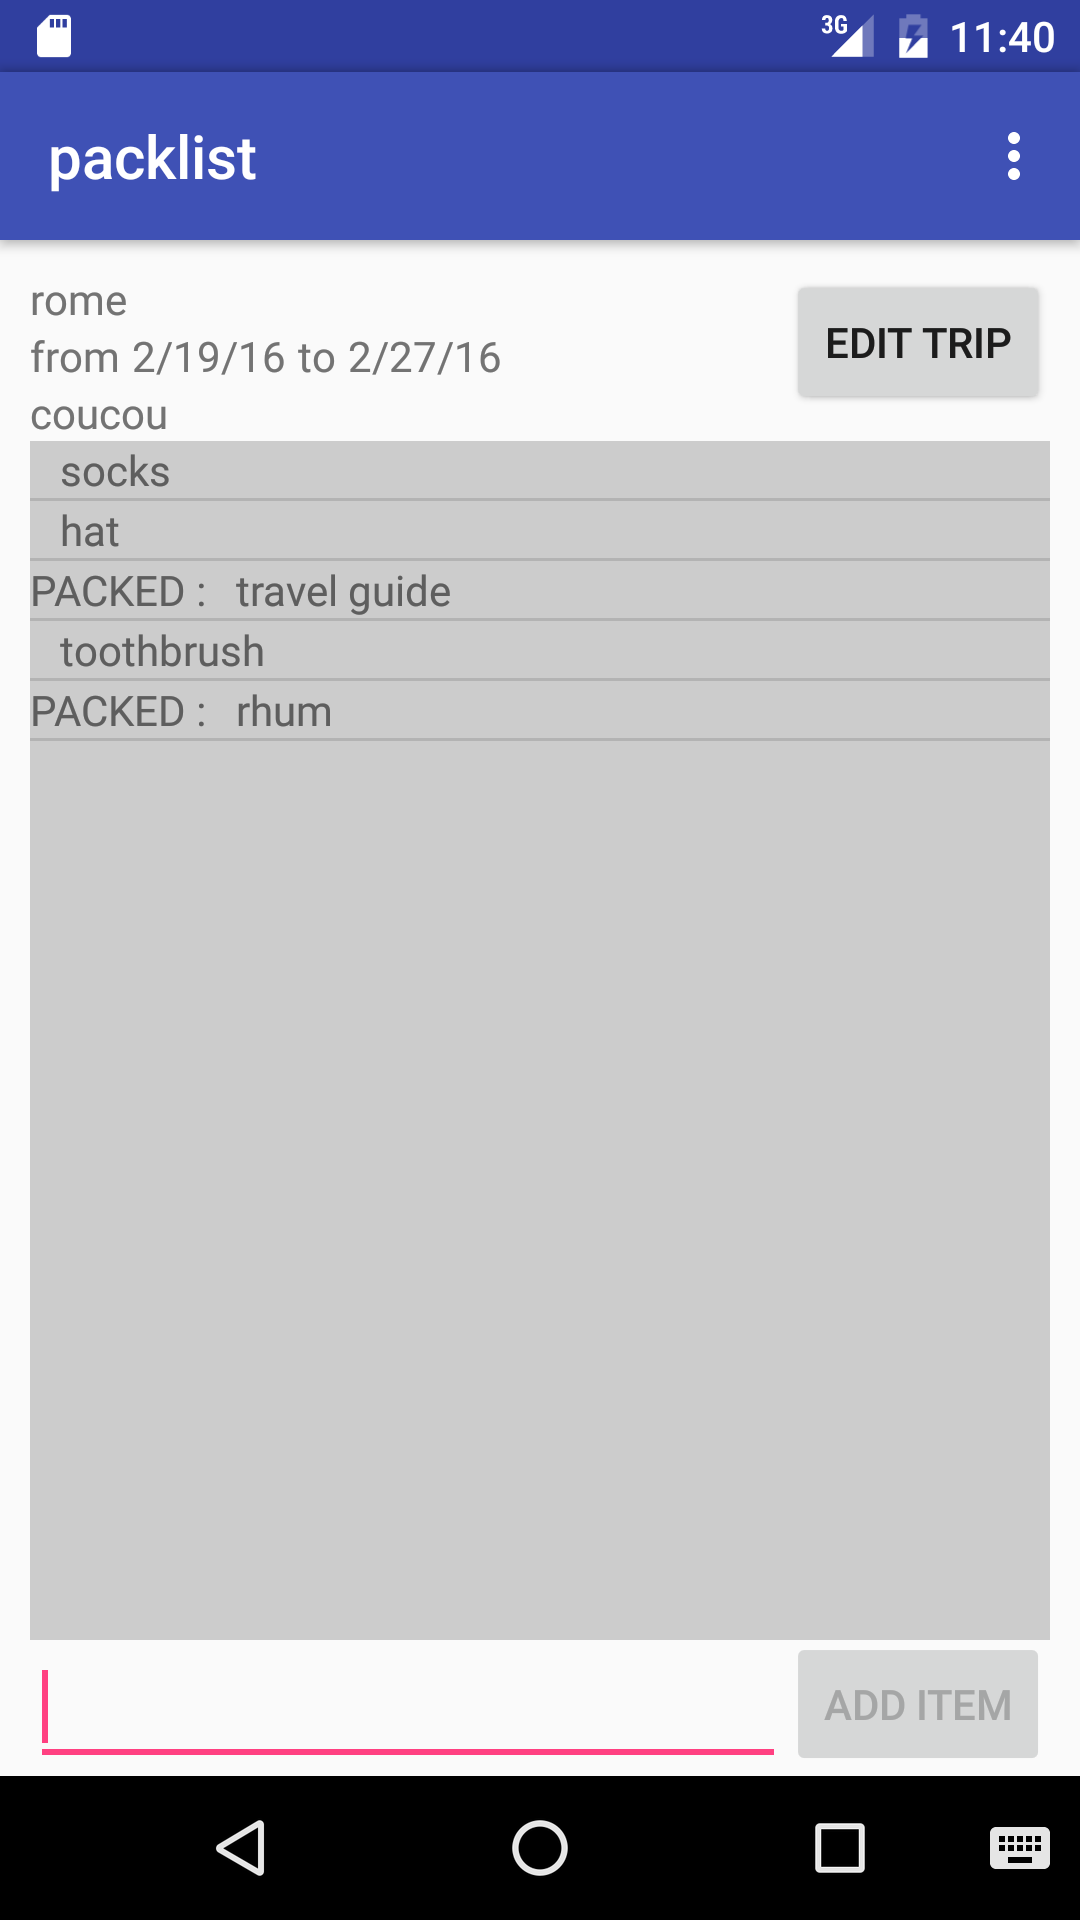 3G 11:40
packlist
rome
EDIT TRIP
from 2/19/16 to 2/27/16
coucou
socks
hat
PACKED : travel guide
toothbrush
PACKED : rhum
ADD ITEM